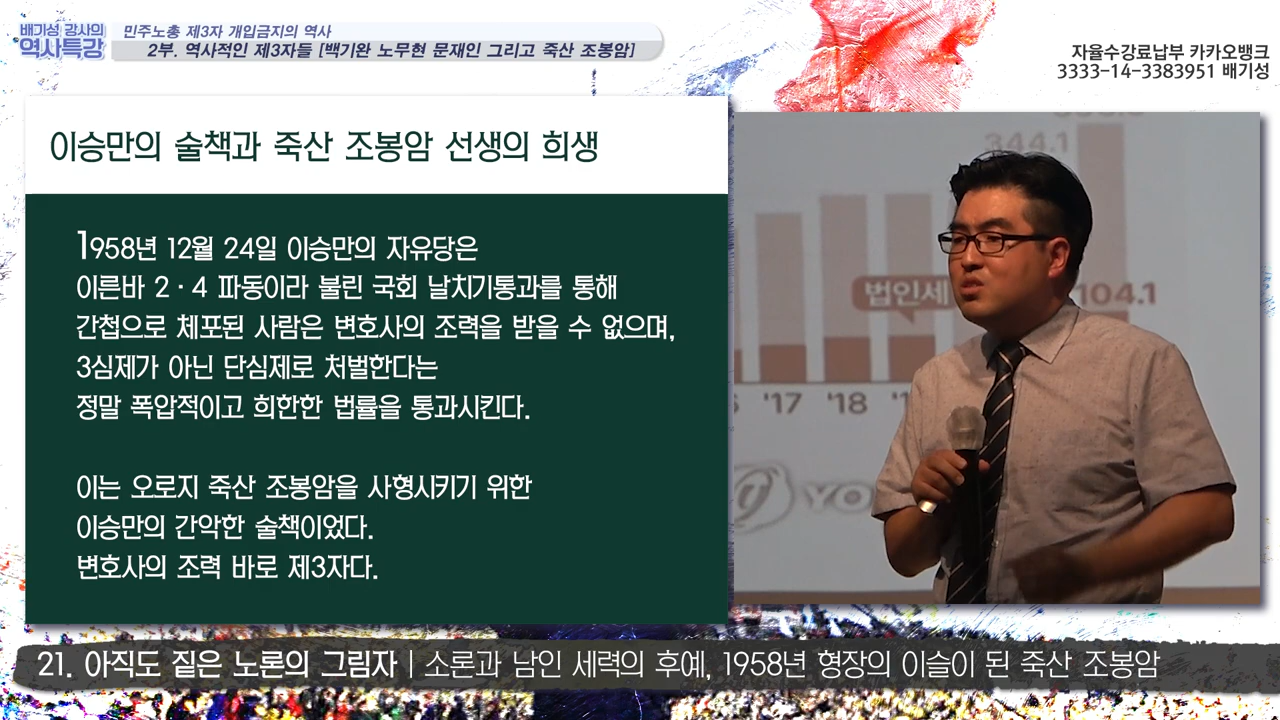 배기성 강사의
역사특강
민주노총 제3자 개입금지의 역사
2부. 역사적인 제3자들 [백기완 노무현 문재인 그리고 죽산 조봉암]
자율수강료납부 카카오뱅크
3333-14-3383951 배기성
이승만의 술책과 죽산 조봉암 선생의 희생
1958년 12월 24일 이승만의 자유당은
이른바 2·4 파동이라 불린 국회 날치기통과를 통해
간첩으로 체포된 사람은 변호사의 조력을 받을 수 없으며,
3심제가 아닌 단심제로 처벌한다는
정말 폭압적이고 희한한 법률을 통과시킨다.
이는 오로지 죽산 조봉암을 사형시키기 위한
이승만의 간악한 술책이었다.
변호사의 조력 바로 제3자다.
344.1
법인세
104.1
'17 '18
YO
21. 아직도 짙은 노론의 그림자 | 소론과 남인 세력의 후예, 1958년 형장의 이슬이 된 죽산 조봉암